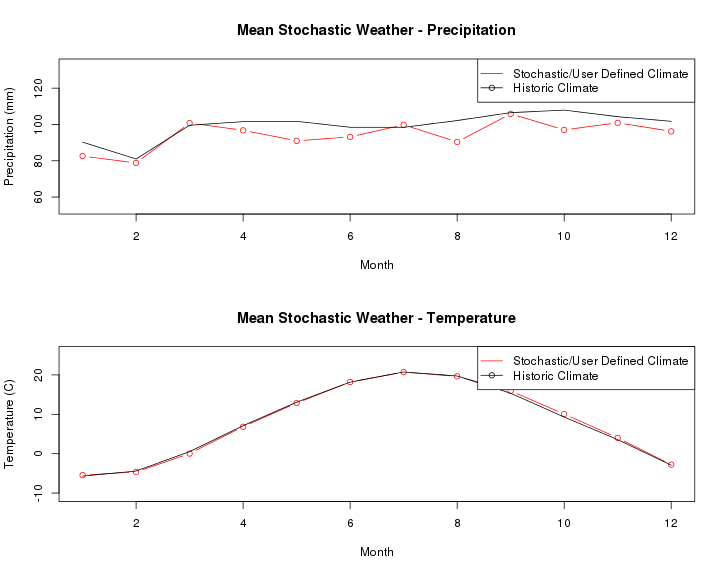 Mean Stochastic Weather - Precipitation
Precipitation (mm)
120
100
80
60
Stochastic/User Defined Climate
Historic Climate
2 4 6 8 10 12
Month
Mean Stochastic Weather - Temperature
Temperature (C)
20
10
0
-10
Stochastic/User Defined Climate
Historic Climate
2 4 6 8 10 12
Month